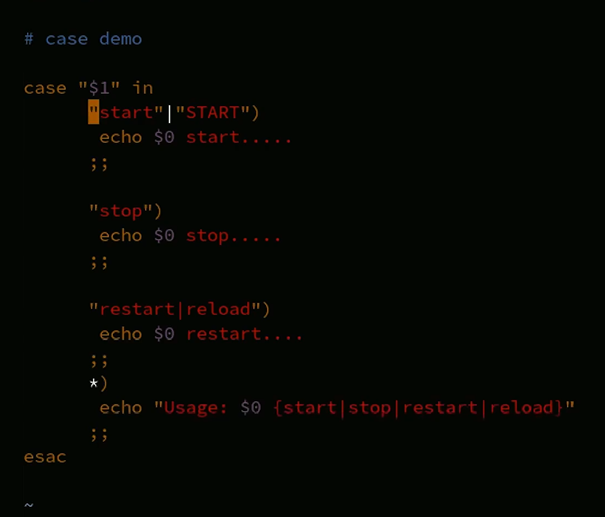 # case demo
case "$1" in
"start"|"START")
echo $0 start.....
;;
"stop")
echo $0 stop.....
;;
"restart|reload")
echo $0 restart....
;;
*)
echo "Usage: $0 {start|stop|restart|reload}"
;;
esac
~